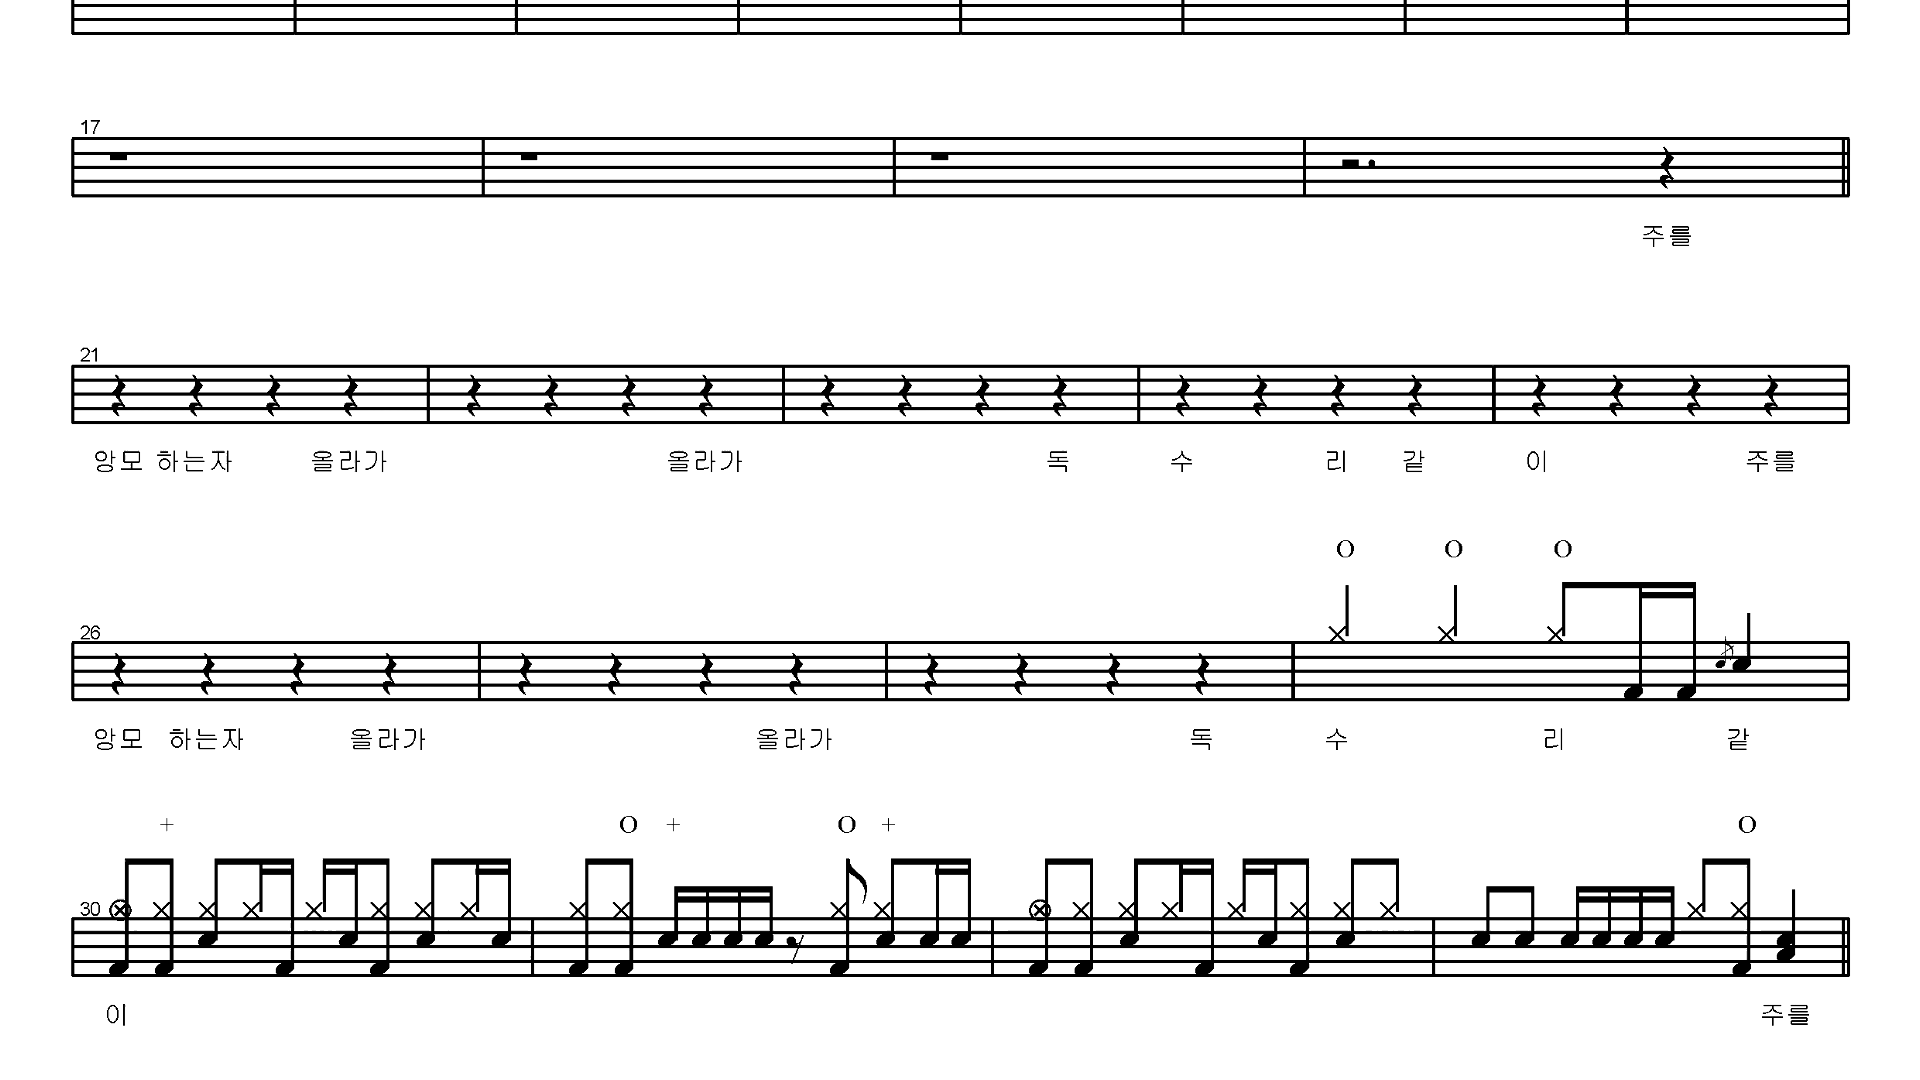 17
주를
21
앙모 하는자 올라가 올라가 독 수 리 같 이 주를
O O O
26
앙모 하는자 올라가 올라가 독 수 리 같
+ O + O + O
30
이 주를